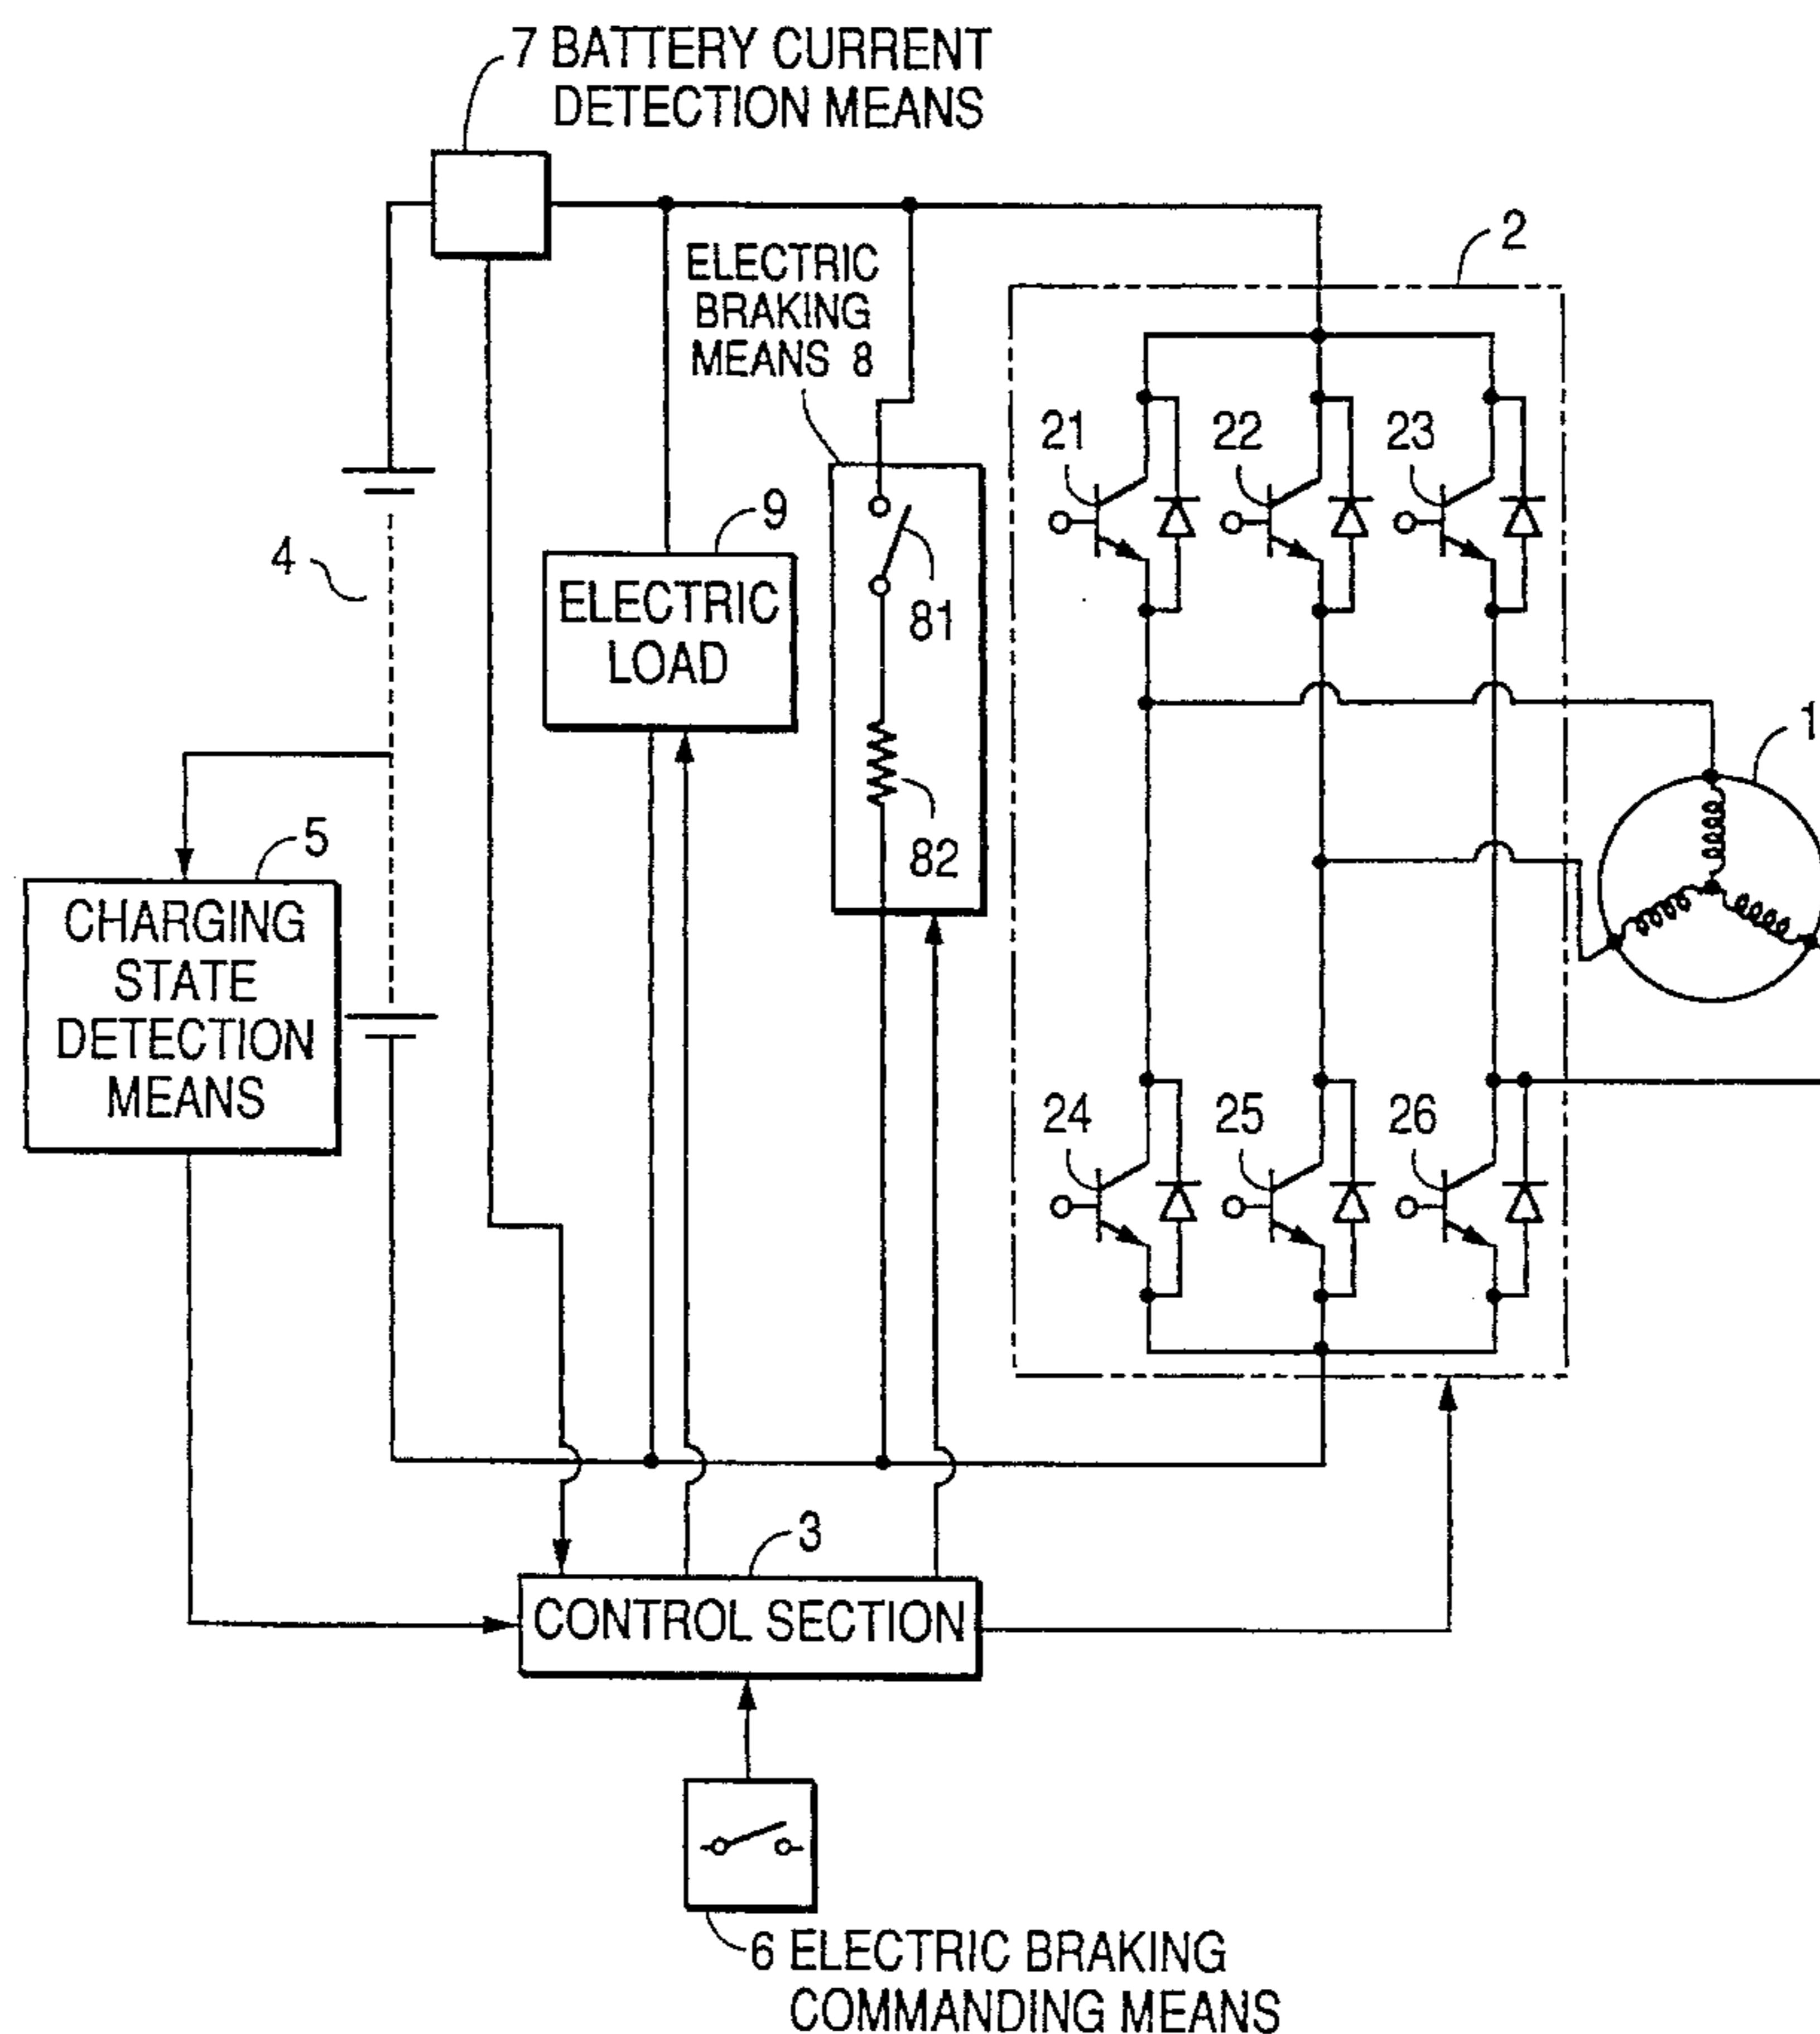 7 BATTERY CURRENT
DETECTION MEANS
2
ELECTRIC
BRAKING
MEANS 8
21
22
23
4
9
ELECTRIC
LOAD
81
1
5
82
CHARGING
STATE
DETECTION
MEANS
24
25
26
3
CONTROL SECTION
6 ELECTRIC BRAKING
COMMANDING MEANS